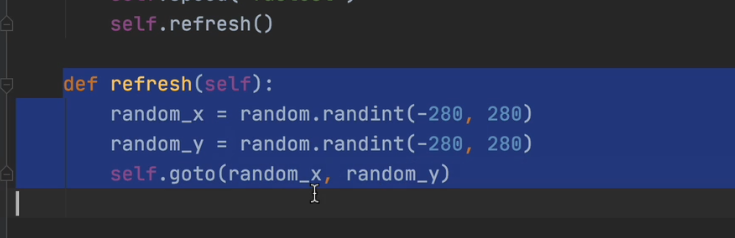 self.refresh()
def refresh(self):
random_x = random.randint(-280, 280)
random_y = random.randint(-280, 280)
self.goto(random_x, random_y)